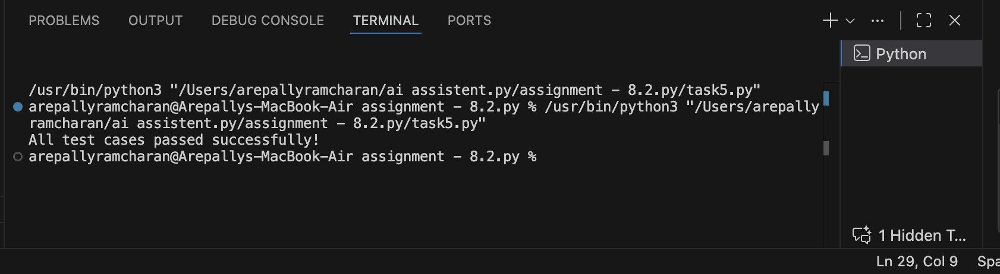 PROBLEMS OUTPUT DEBUG CONSOLE TERMINAL PORTS
Python
/usr/bin/python3 "/Users/arepallyramcharan/ai assistent.py/assignment - 8.2.py/task5.py"
arepallyramcharan@Arepallys-MacBook-Air assignment - 8.2.py % /usr/bin/python3 "/Users/arepally
ramcharan/ai assistent.py/assignment - 8.2.py/task5.py"
All test cases passed successfully!
arepallyramcharan@Arepallys-MacBook-Air assignment - 8.2.py %
1 Hidden T...
Ln 29, Col 9 Spa